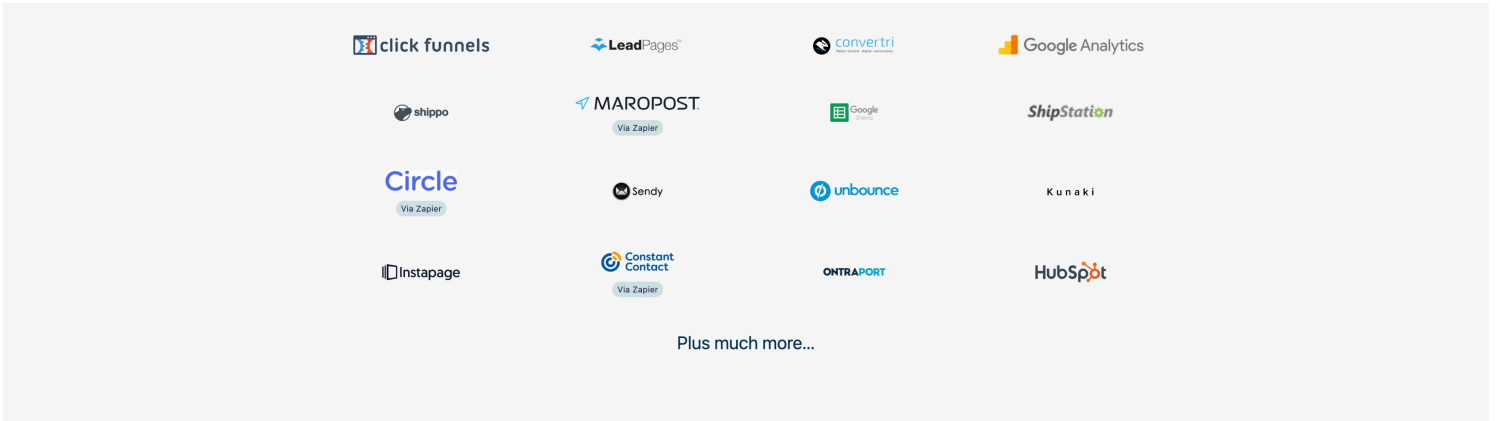 click funnels
LeadPages™
convertri
Google Analytics
shippo
MAROPOST
Via Zapier
Google
Sheets
ShipStation
Circle
Via Zapier
Sendy
unbounce
Kunaki
Instapage
Constant
Contact
Via Zapier
ONTRAPORT
HubSpot
Plus much more...